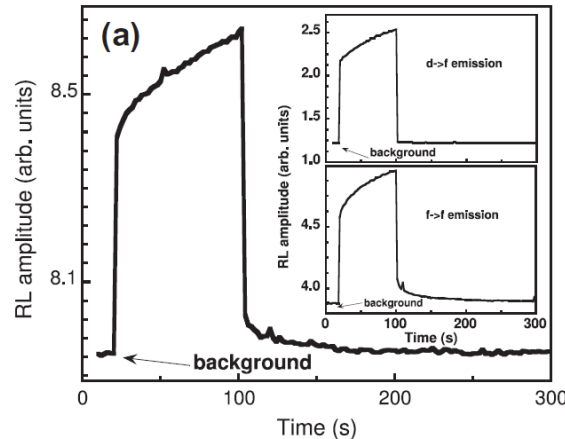 (a)
RL amplitude (arb. units)
8.5
8.1
background
0
100
200
300
Time (s)
RL amplitude (arb. units)
2.5
2.0
1.5
1.0
d->f emission
background
4.5
4.0
f->f emission
background
0
100
200
300
Time (s)